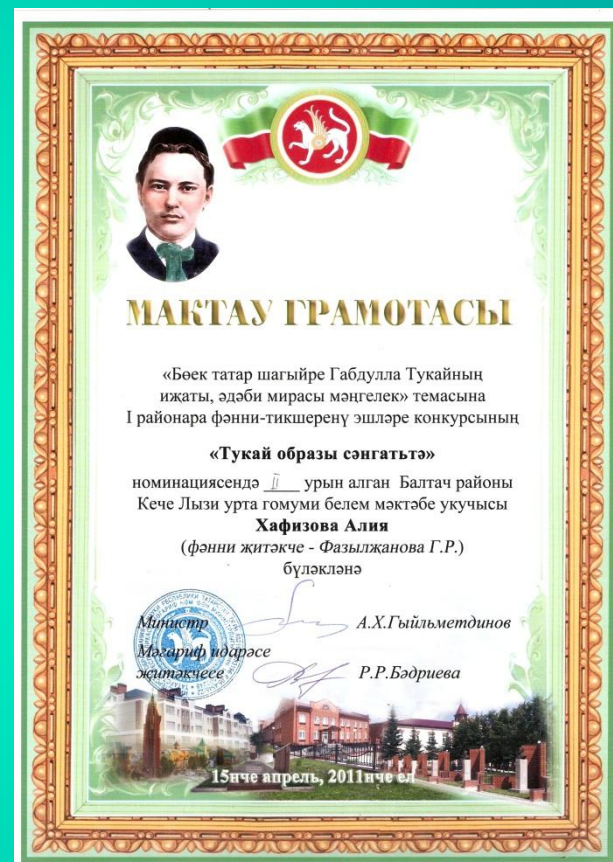 МАКТАУ ГРАМОТАСЫ
«Бөек татар шагыйре Габдулла Тукайның
иҗаты, әдәби мирасы мәңгелек» темасына
I районара фәнни-тикшеренү эшләре конкурсының
«Тукай образы сәнгатьтә»
номинациясендә II урын алган Балтач районы
Кече Лызи урта гомуми белем мәктәбе укучысы
Хафизова Алия
(фәнни җитәкче - Фазылҗанова Г.Р.)
бүләкләнә
Министр А.Х.Гыйльметдинов
Мәгариф идарәсе
җитәкчесе Р.Р.Бәдриева
15нче апрель, 2011нче ел